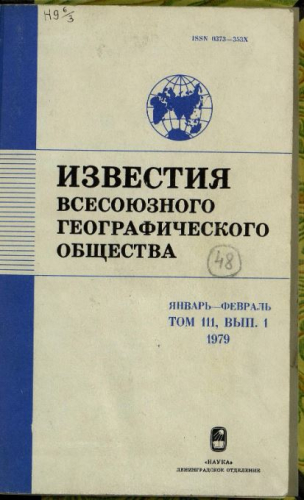 Н9 6/3
ISSN 0373—353X
ИЗВЕСТИЯ
ВСЕСОЮЗНОГО
ГЕОГРАФИЧЕСКОГО
ОБЩЕСТВА
48
ЯНВАРЬ—ФЕВРАЛЬ
ТОМ 111, ВЫП. 1
1979
«НАУКА»
ЛЕНИНГРАДСКОЕ ОТДЕЛЕНИЕ